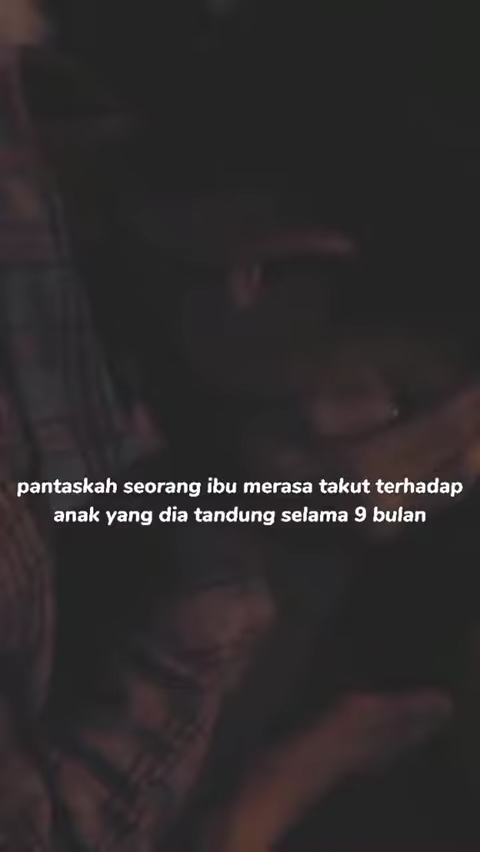 pantaskah seorang ibu merasa takut terhadap
anak yang dia tandung selama 9 bulan